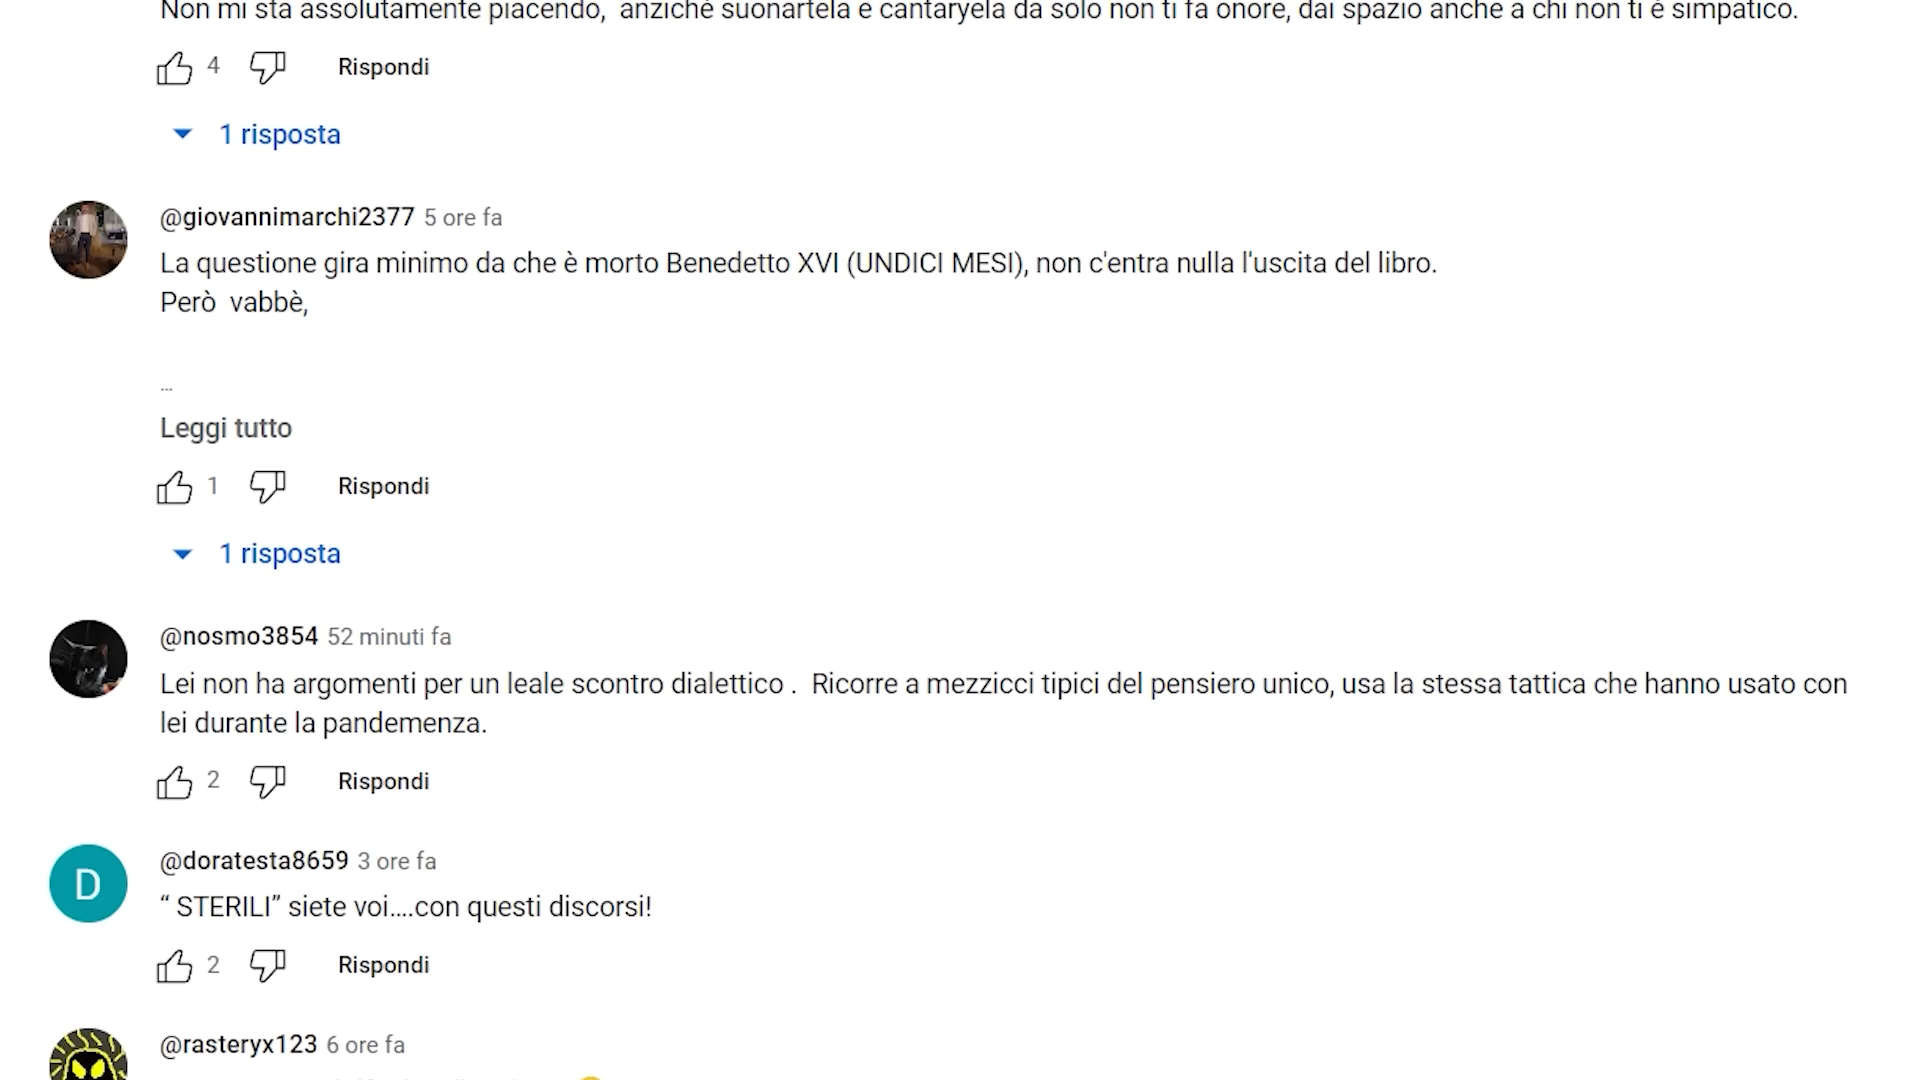 Non mi sta assolutamente piacendo,  anziché suonartela e cantaryela da solo non ti fa onore, dai spazio anche a chi non ti è simpatico.
4 Rispondi
1 risposta
@giovannimarchi2377 5 ore fa
La questione gira minimo da che è morto Benedetto XVI (UNDICI MESI), non c'entra nulla l'uscita del libro.
Però  vabbè,
...
Leggi tutto
1 Rispondi
1 risposta
@nosmo3854 52 minuti fa
Lei non ha argomenti per un leale scontro dialettico .  Ricorre a mezzicci tipici del pensiero unico, usa la stessa tattica che hanno usato con
lei durante la pandemenza.
2 Rispondi
D
@doratesta8659 3 ore fa
“ STERILI” siete voi....con questi discorsi!
2 Rispondi
@rasteryx123 6 ore fa